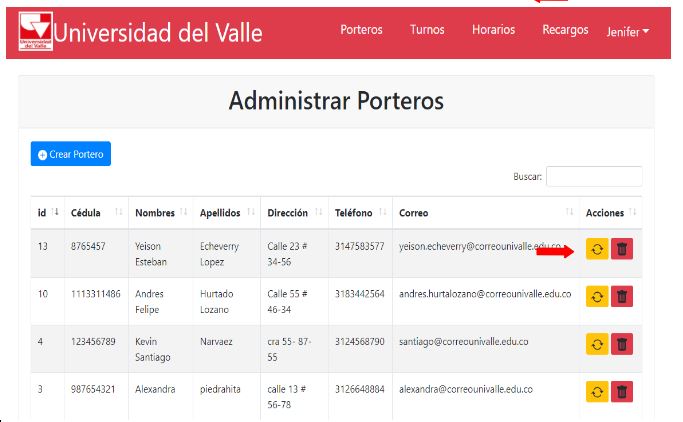 Universidad del Valle Porteros Turnos Horarios Recargos Jenifer
Universidad
del Valle
Administrar Porteros
Crear Portero
Buscar:
id Cédula Nombres Apellidos Dirección Teléfono Correo Acciones
13 8765457 Yeison Echeverry Calle 23 # 3147583577 yeison.echeverry@correounivalle.edu.co
Esteban Lopez 34-56
10 1113311486 Andres Hurtado Calle 55 # 3183442564 andres.hurtalozano@correounivalle.edu.co
Felipe Lozano 46-34
4 123456789 Kevin Narvaez cra 55- 87- 3124568790 santiago@correounivalle.edu.co
Santiago 55
3 987654321 Alexandra piedrahita calle 13 # 3126648884 alexandra@correounivalle.edu.co
56-78